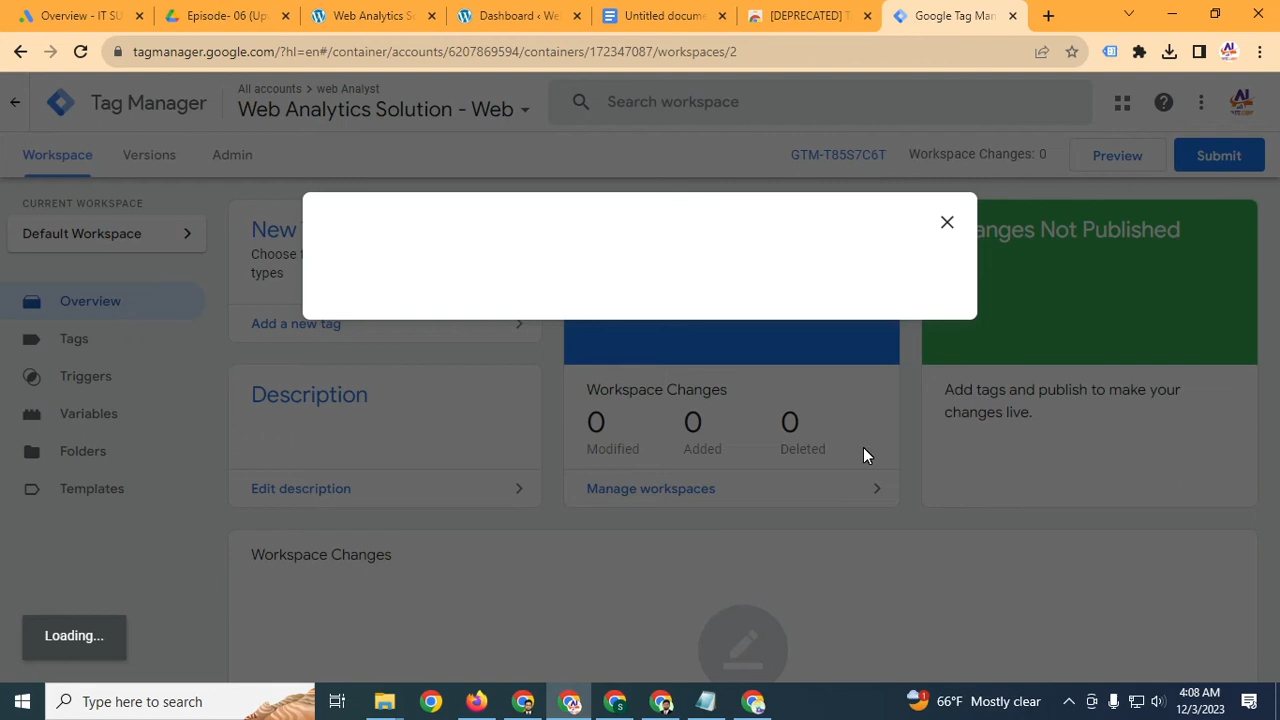 Overview - IT SU
Episode- 06 (Up
Web Analytics So
Dashboard ‹ We
Untitled docume
[DEPRECATED] T
Google Tag Man
tagmanager.google.com/?hl=en#/container/accounts/6207869594/containers/172347087/workspaces/2
Tag Manager
All accounts > web Analyst
Web Analytics Solution - Web
Search workspace
Workspace
Versions
Admin
GTM-T85S7C6T
Workspace Changes: 0
Preview
Submit
CURRENT WORKSPACE
Default Workspace
Overview
Tags
Triggers
Variables
Folders
Templates
New
Choose f
types
Add a new tag
Description
Edit description
Workspace Changes
0 0 0
Modified Added Deleted
Manage workspaces
anges Not Published
Add tags and publish to make your
changes live.
Workspace Changes
Loading...
Type here to search
66°F Mostly clear
4:08 AM
12/3/2023